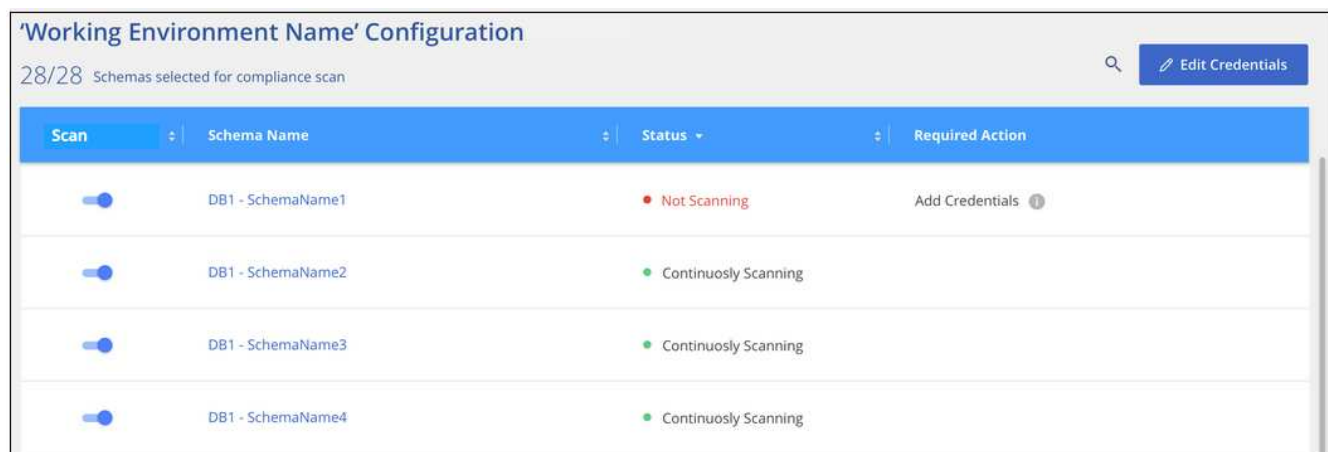 ‘Working Environment Name’ Configuration
28/28 Schemas selected for compliance scan
Edit Credentials
Scan Schema Name Status Required Action
DB1 - SchemaName1 Not Scanning Add Credentials i
DB1 - SchemaName2 Continuosly Scanning
DB1 - SchemaName3 Continuosly Scanning
DB1 - SchemaName4 Continuosly Scanning